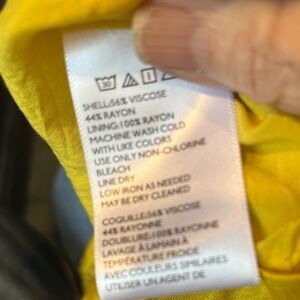 30
SHELL:56% VISCOSE
44% RAYON
LINING:100% RAYON
MACHINE WASH COLD
WITH LIKE COLORS
USE ONLY NON-CHLORINE
BLEACH
LINE DRY
LOW IRON AS NEEDED
MAY BE DRY CLEANED
COQUILLE:56% VISCOSE
44% RAYONNE
DOUBLURE:100% RAYONNE
LAVAGE À LAMAIN À
TEMPÉRATURE FROIDE
AVEC COULEURS SIMILAIRES
UTILISER UN AGENT DE